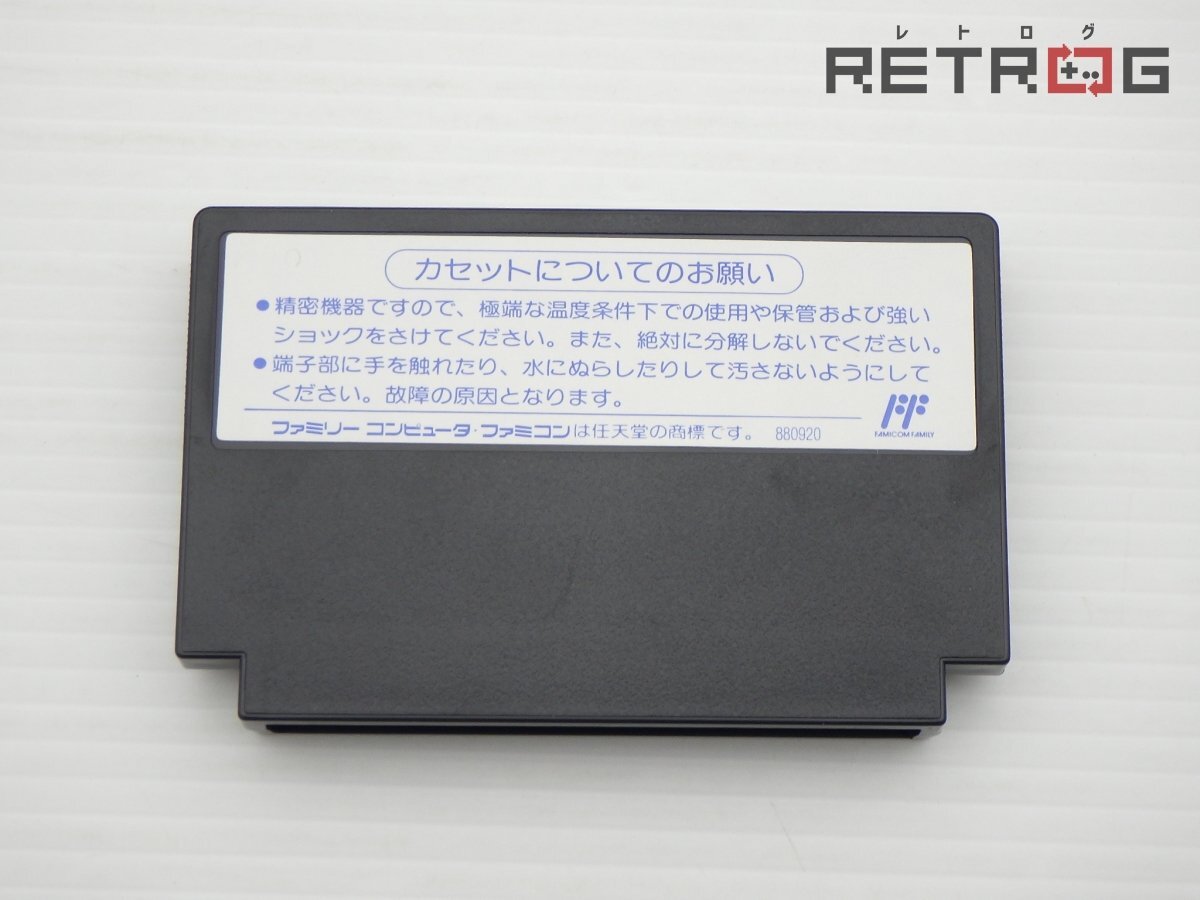 レトログ
RETROG
カセットについてのお願い
●精密機器ですので、極端な温度条件下での使用や保管および強い
ショックをさけてください。また、絶対に分解しないでください。
●端子部に手を触れたり、水にぬらしたりして汚さないようにして
ください。故障の原因となります。
ファミリー コンピュータ・ファミコンは任天堂の商標です。 880920
FAMICOM FAMILY